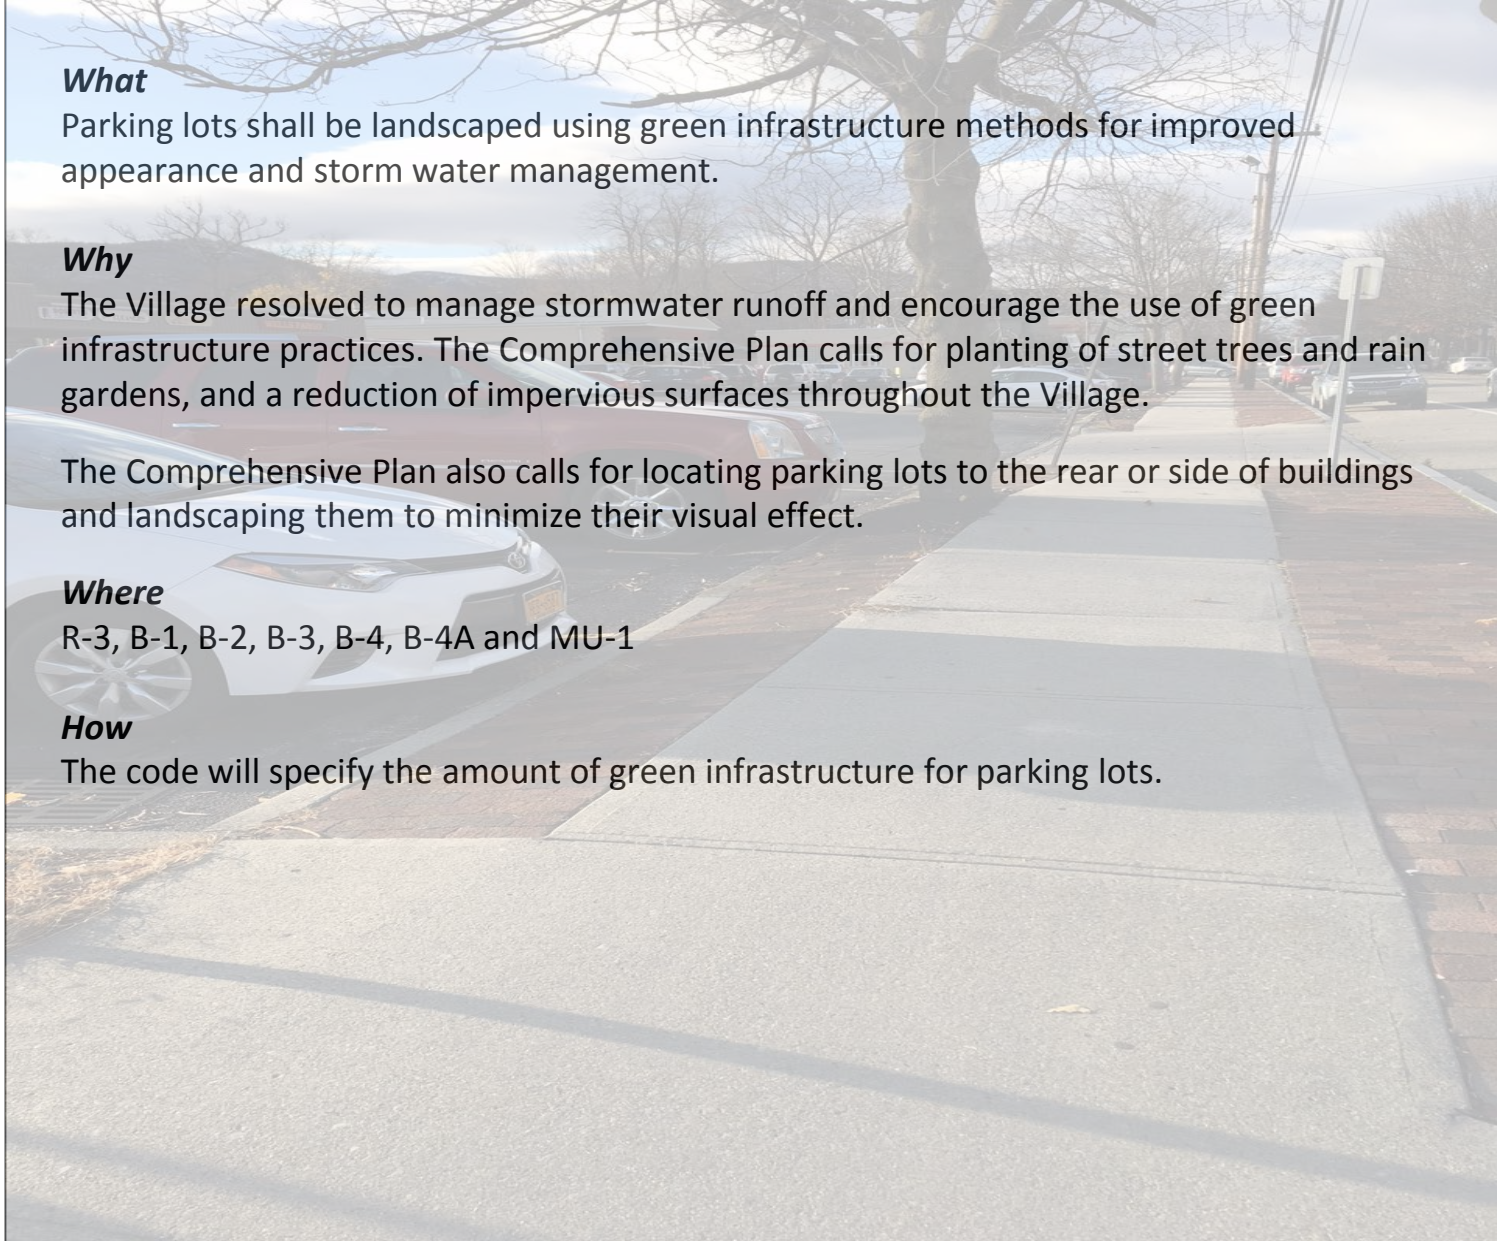 What
Parking lots shall be landscaped using green infrastructure methods for improved
appearance and storm water management.
Why
The Village resolved to manage stormwater runoff and encourage the use of green
infrastructure practices. The Comprehensive Plan calls for planting of street trees and rain
gardens, and a reduction of impervious surfaces throughout the Village.
The Comprehensive Plan also calls for locating parking lots to the rear or side of buildings
and landscaping them to minimize their visual effect.
Where
R-3, B-1, B-2, B-3, B-4, B-4A and MU-1
How
The code will specify the amount of green infrastructure for parking lots.